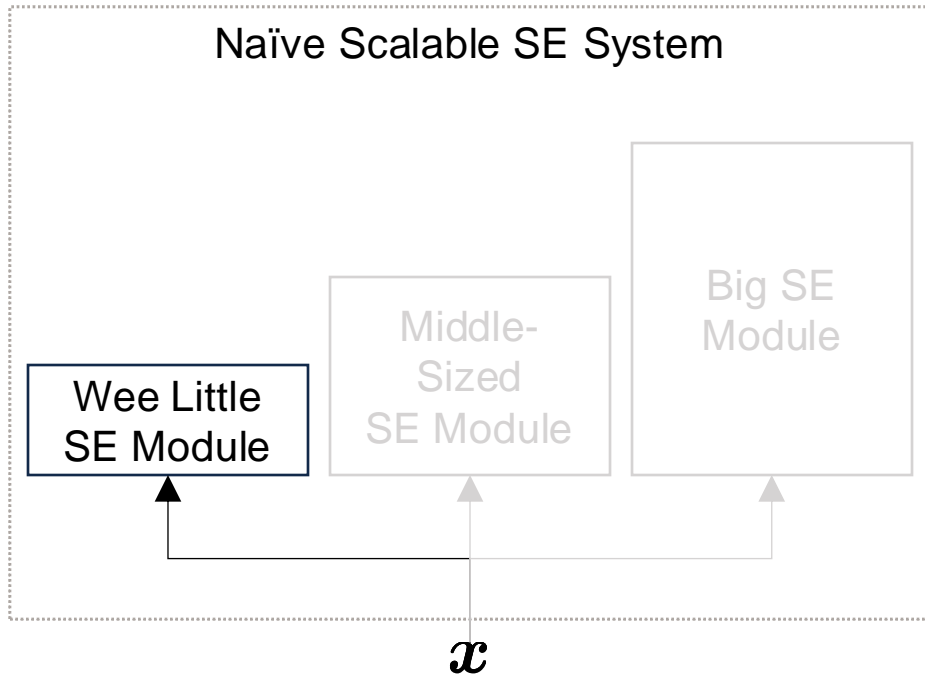 Naïve Scalable SE System
Big SE
Module
Middle-
Sized
SE Module
Wee Little
SE Module
x